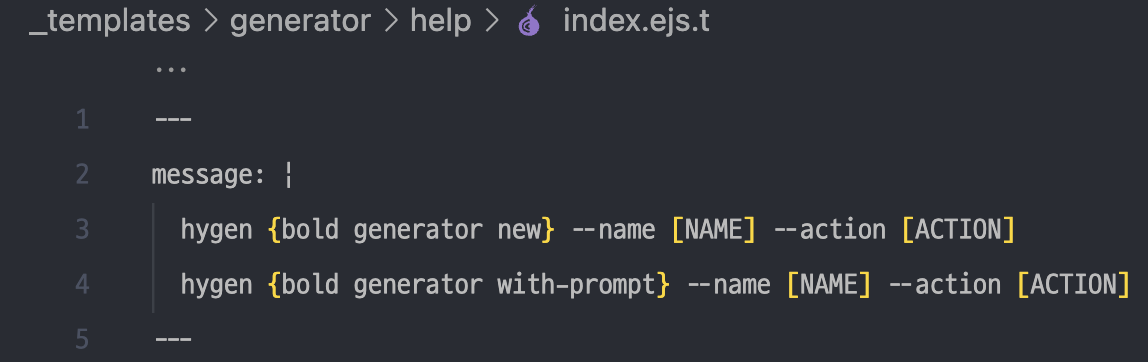 _templates > generator > help > index.ejs.t
...
1 ---
2 message: |
3 hygen {bold generator new} --name [NAME] --action [ACTION]
4 hygen {bold generator with-prompt} --name [NAME] --action [ACTION]
5 ---